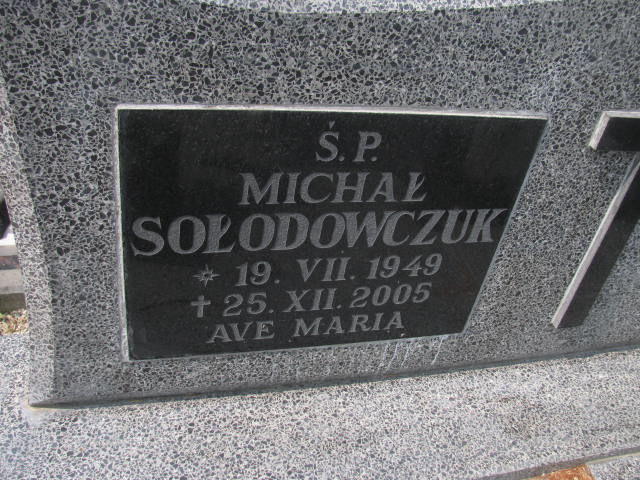 Ś.P.
MICHAŁ
SOŁODOWCZUK
* 19. VII. 1949
✝ 25. XII. 2005
AVE MARIA